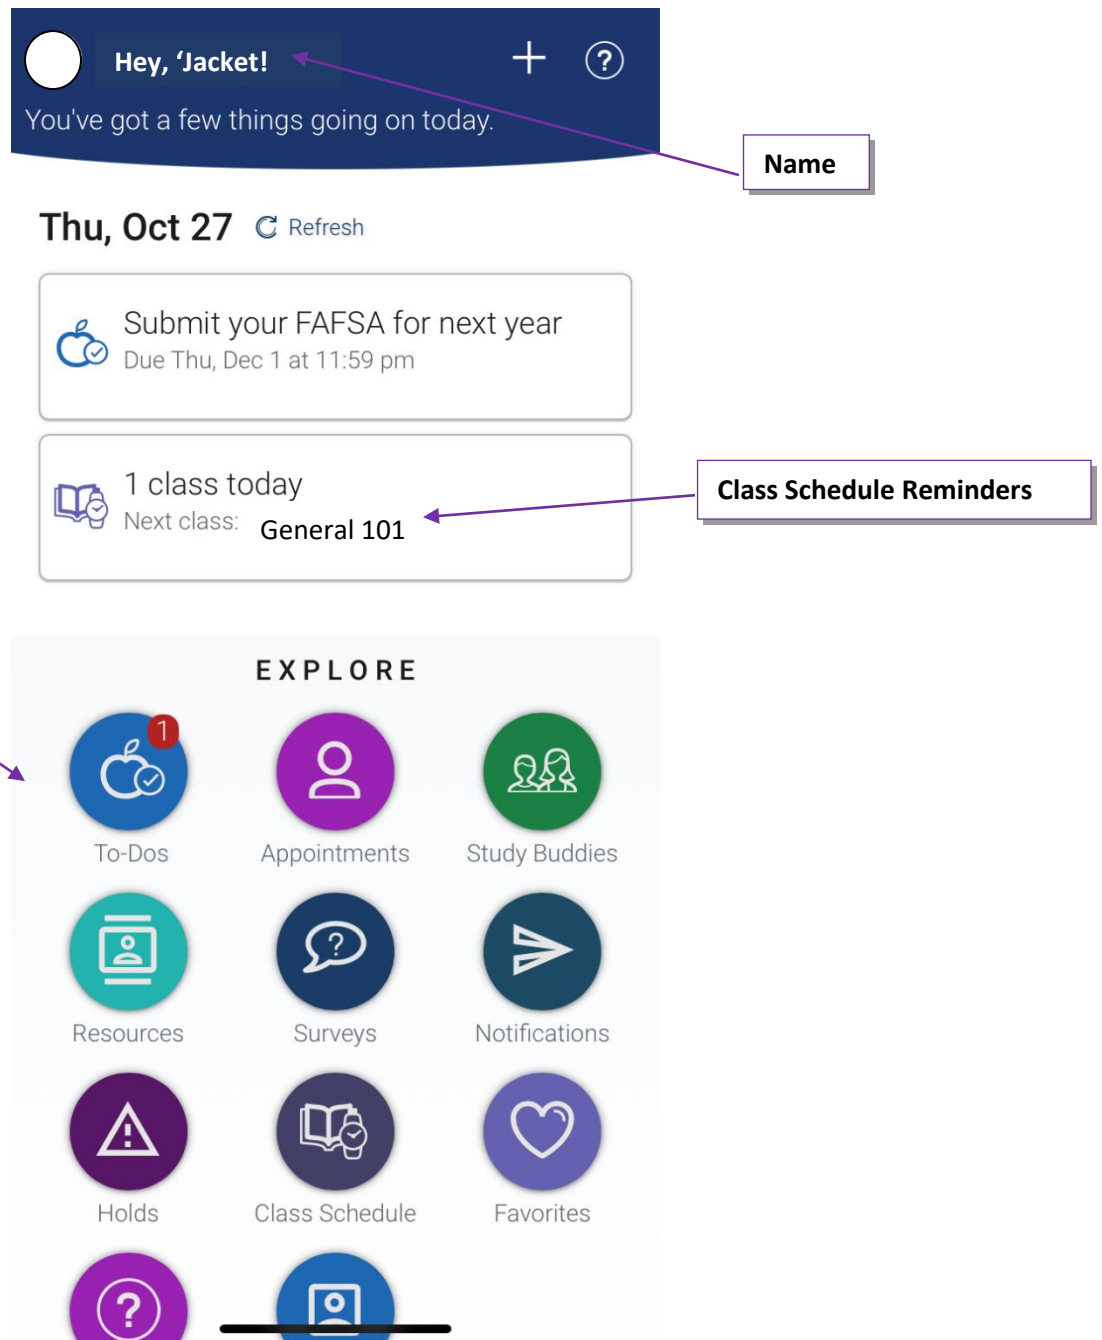 Hey, ‘Jacket!
You've got a few things going on today.
Name
Thu, Oct 27 Refresh
Submit your FAFSA for next year
Due Thu, Dec 1 at 11:59 pm
1 class today
Next class: General 101
Class Schedule Reminders
EXPLORE
1
To-Dos Appointments Study Buddies
Resources Surveys Notifications
Holds Class Schedule Favorites